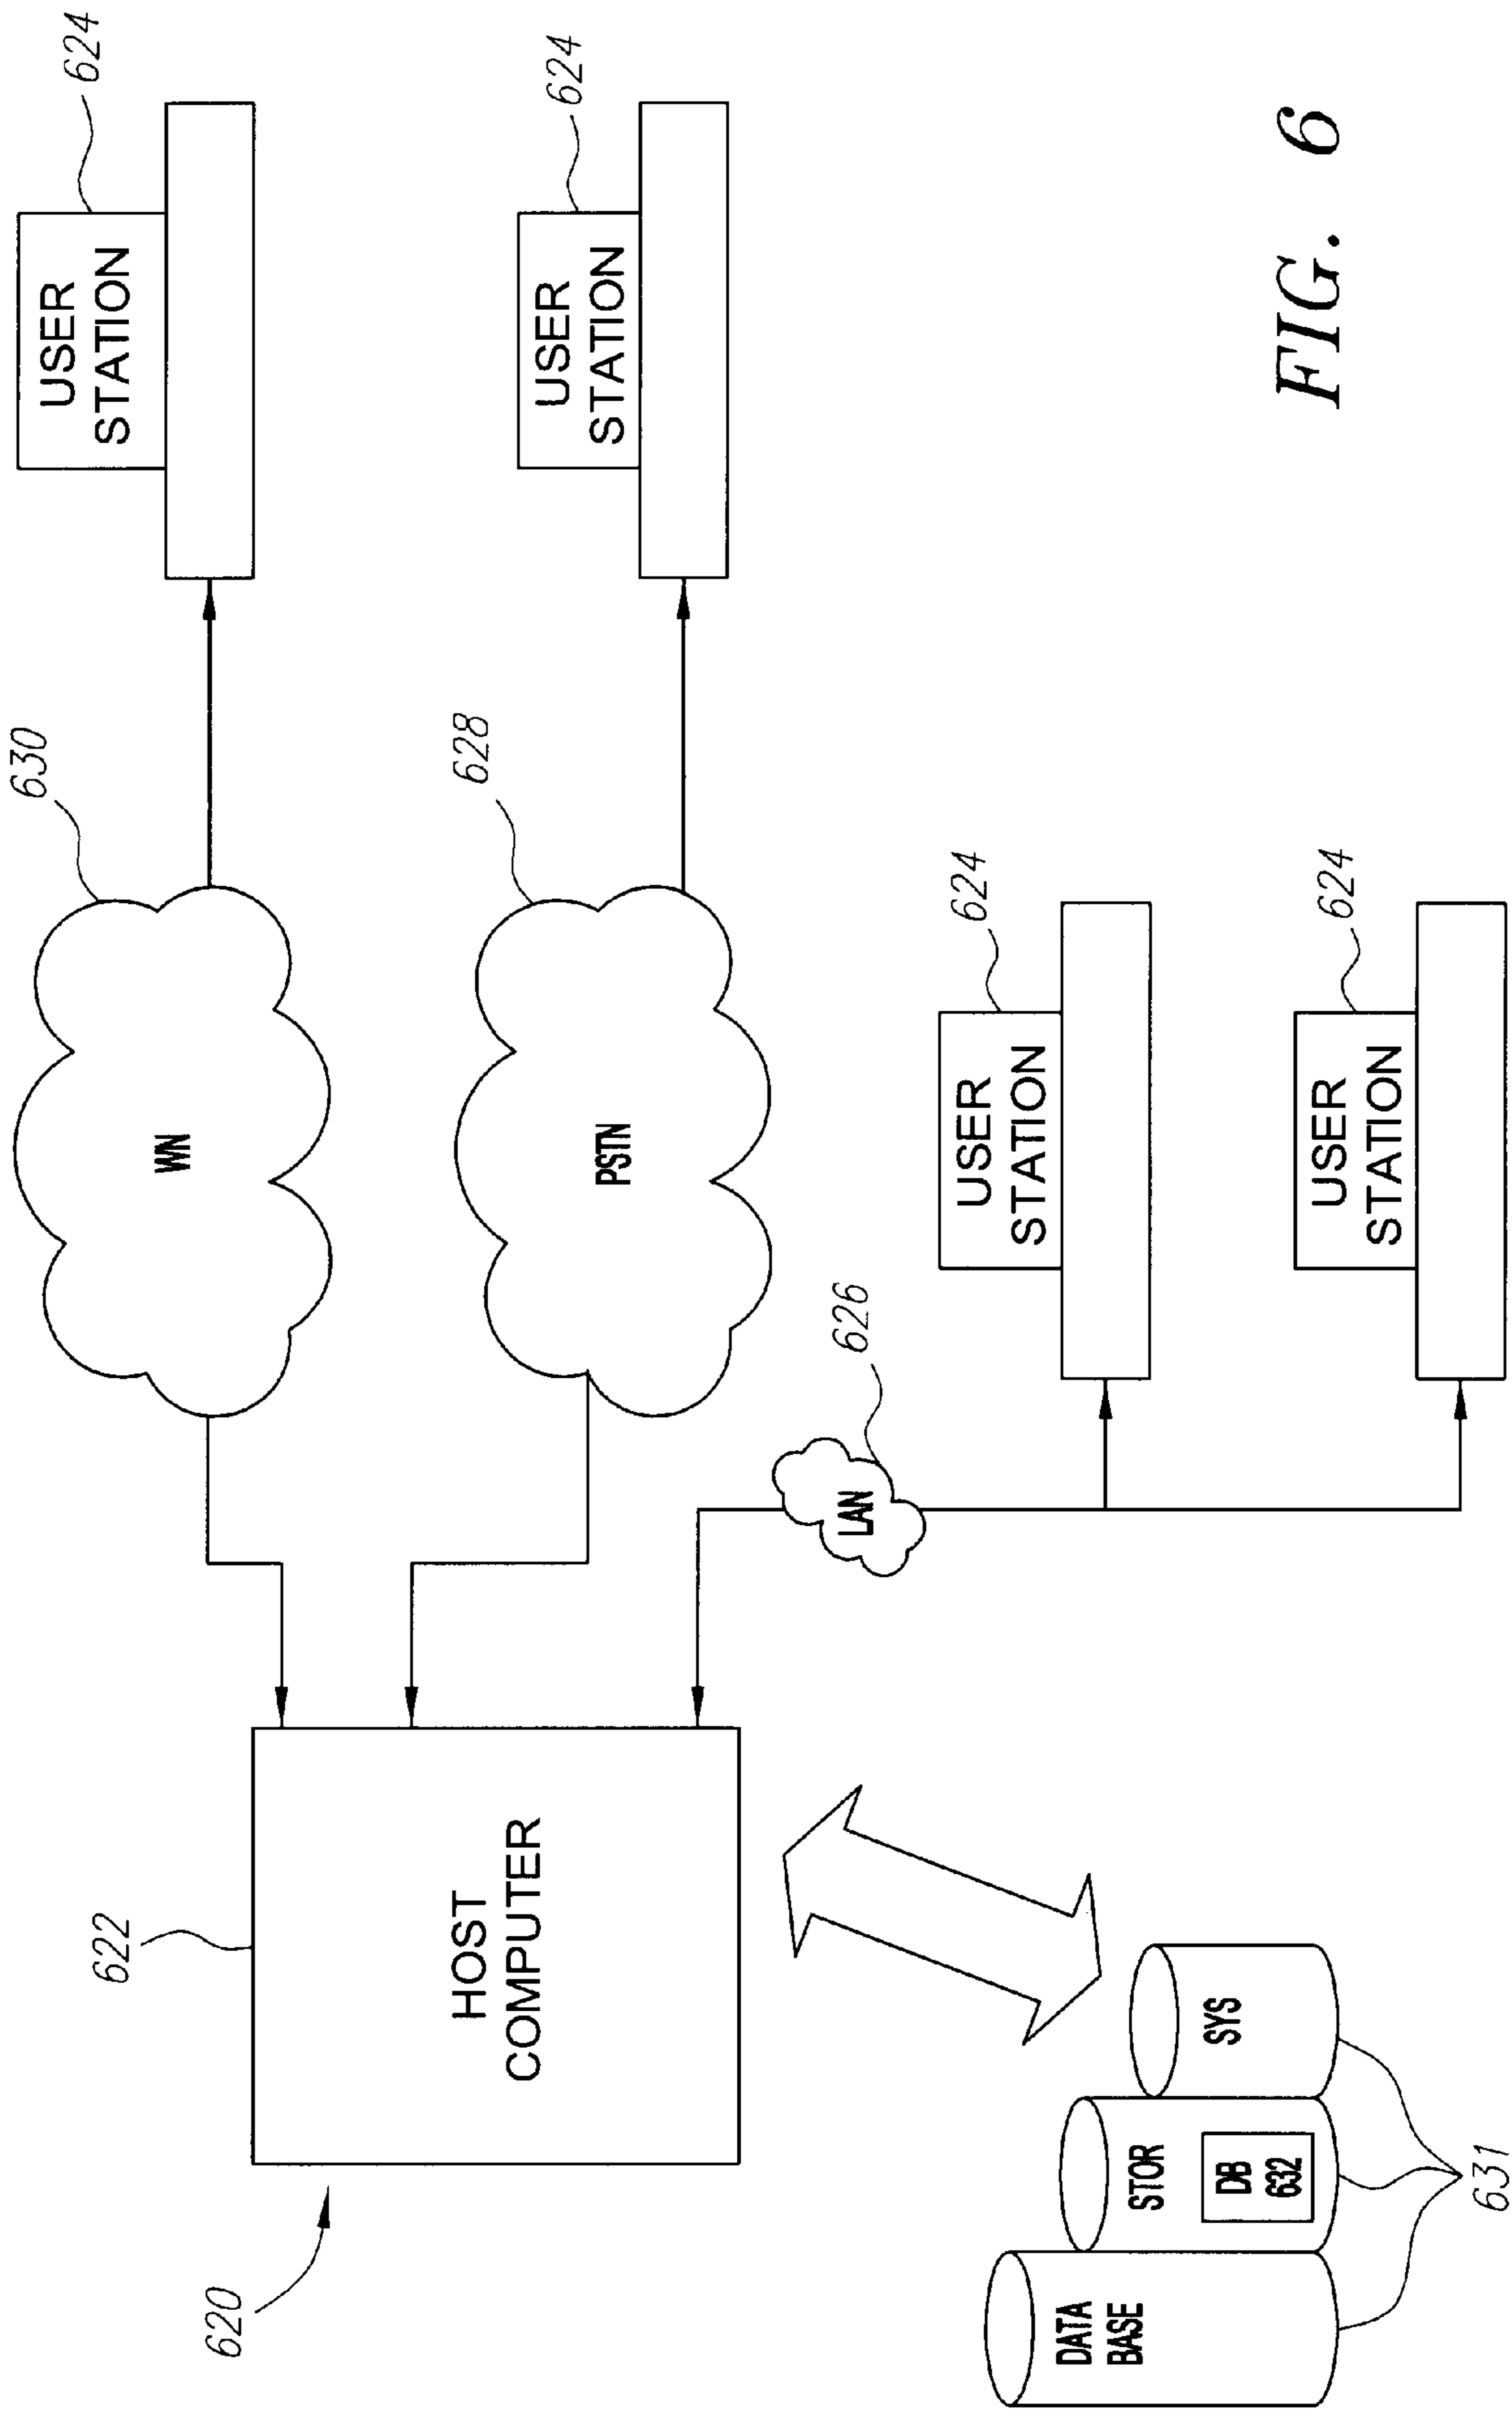 630
624
USER
STATION
WN
622
620
HOST
COMPUTER
628
624
USER
STATION
PSTN
626
LAN
624
USER
STATION
624
USER
STATION
DATA
BASE
STOR
DB
632
SYS
631
FIG. 6